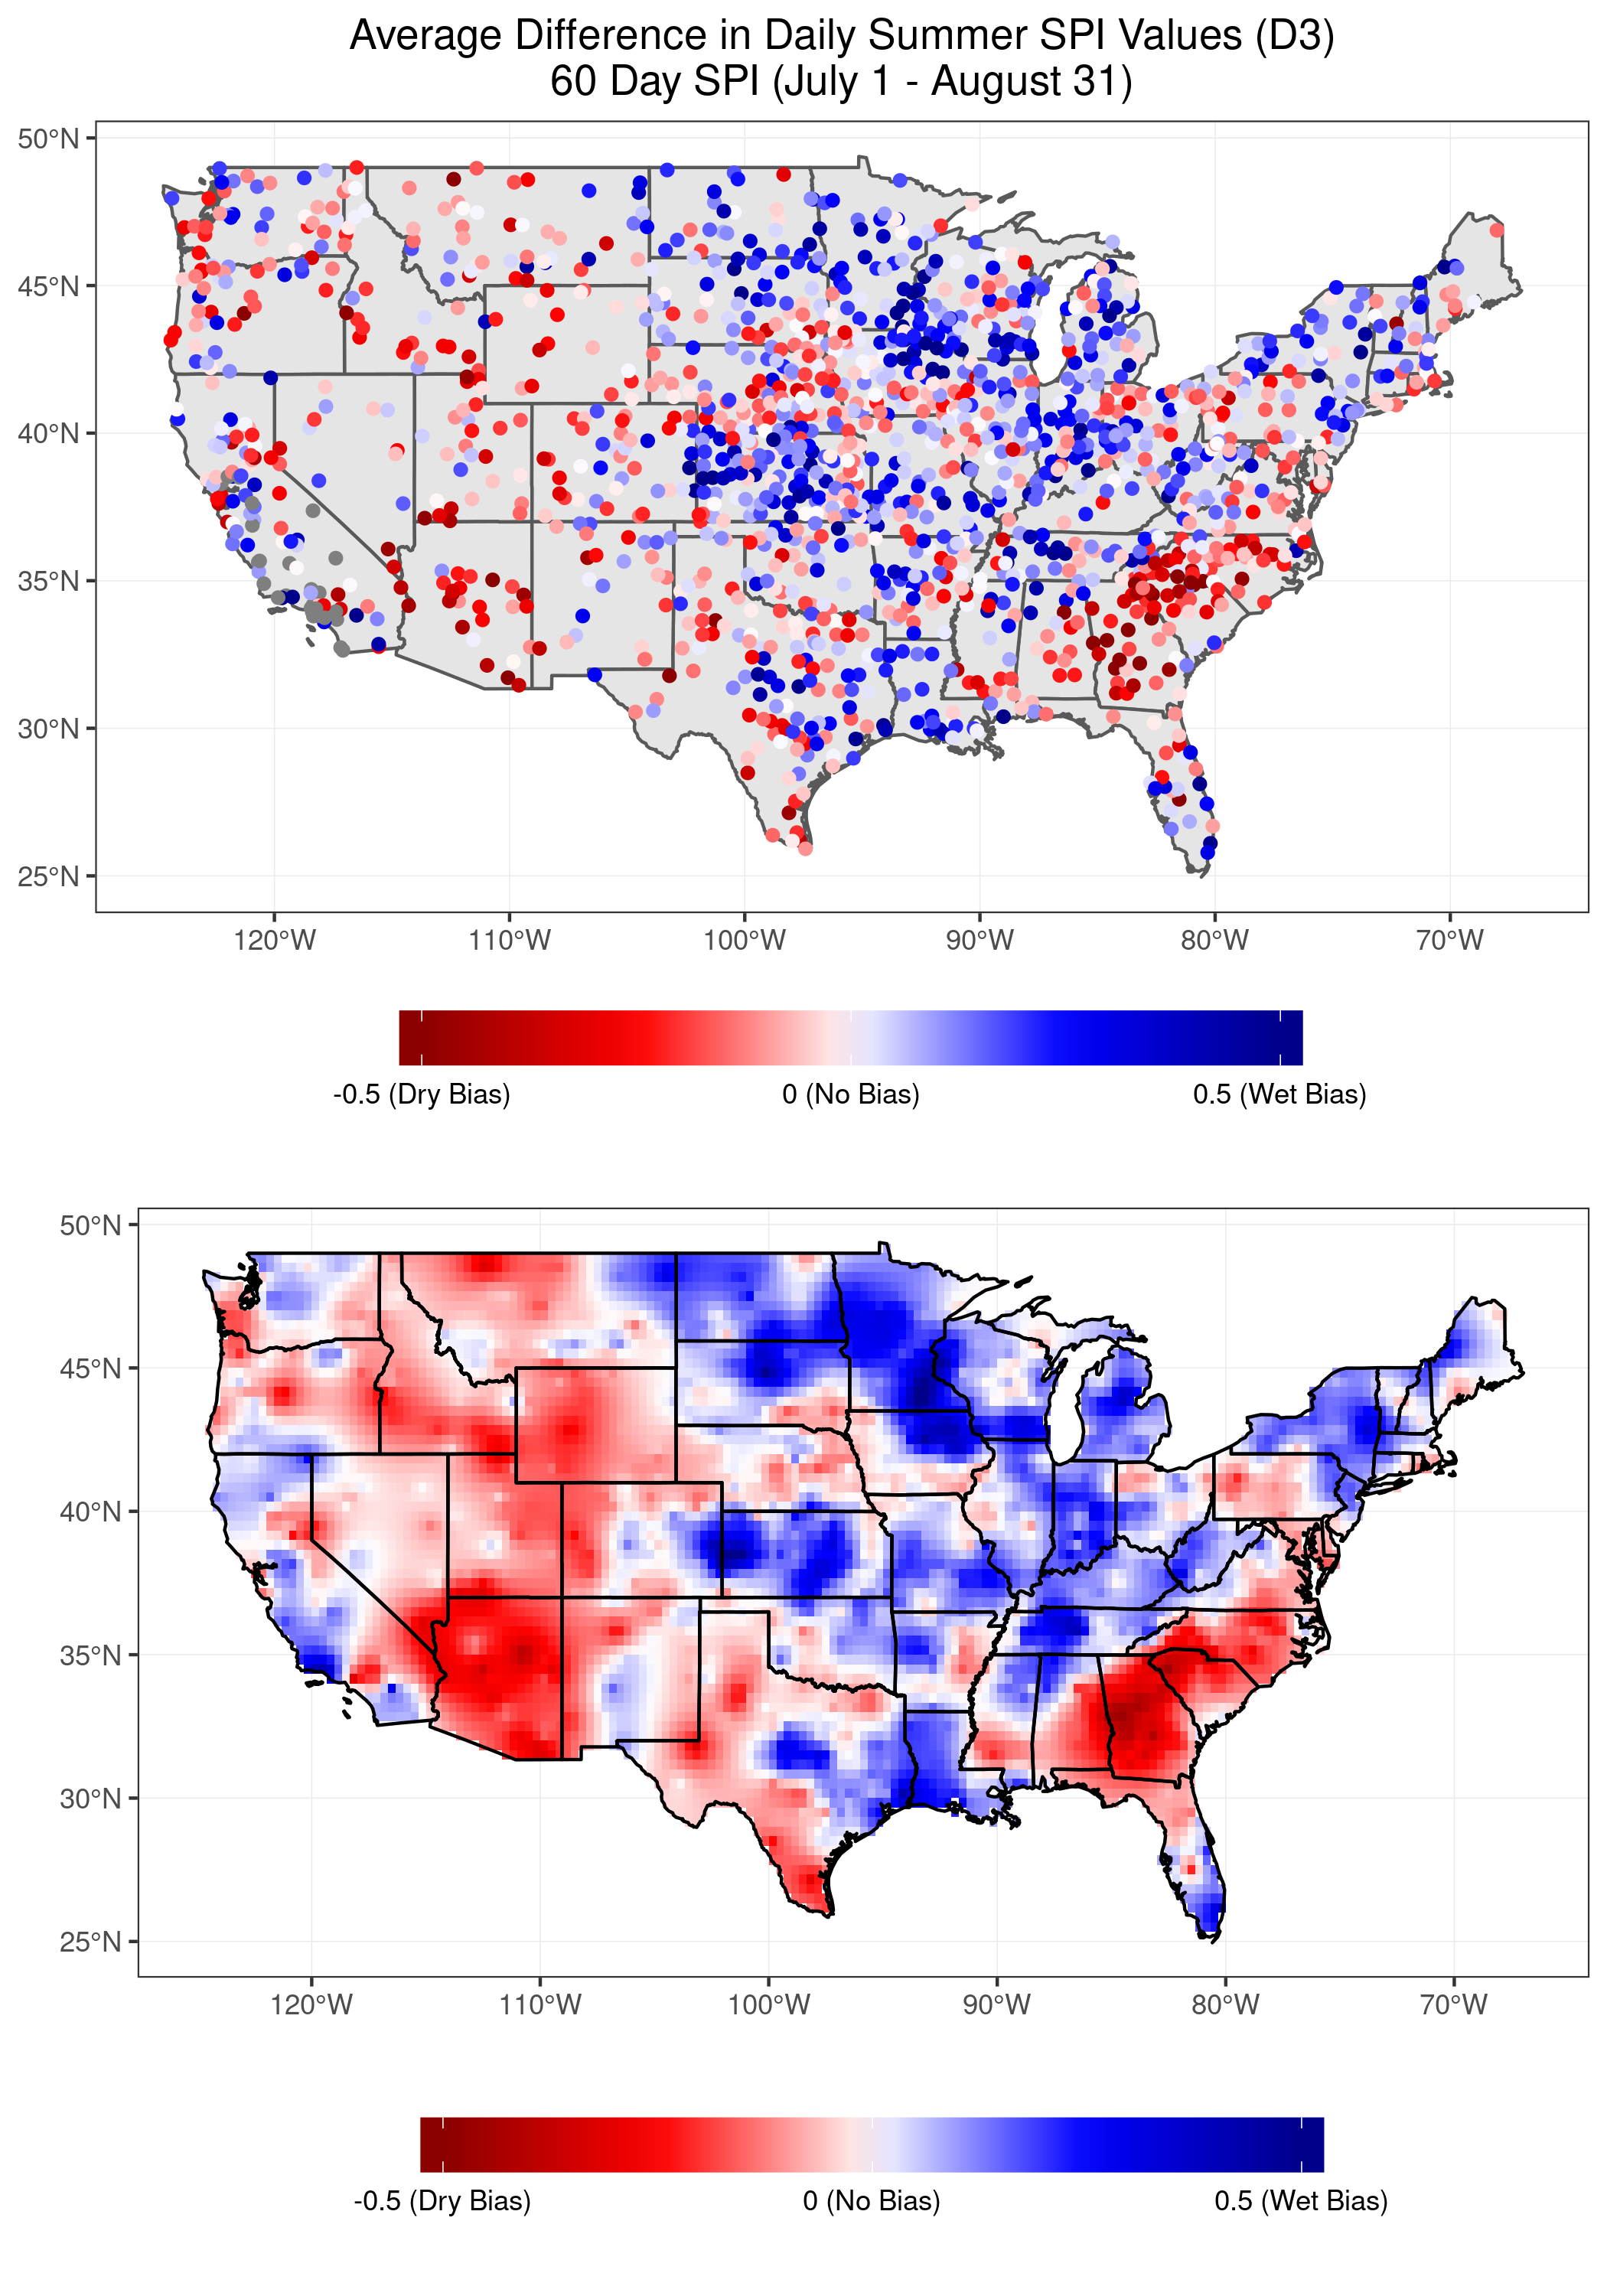 Average Difference in Daily Summer SPI Values (D3)
60 Day SPI (July 1 - August 31)
50°N
45°N
40°N
35°N
30°N
25°N
120°W 110°W 100°W 90°W 80°W 70°W
-0.5 (Dry Bias) 0 (No Bias) 0.5 (Wet Bias)
50°N
45°N
40°N
35°N
30°N
25°N
120°W 110°W 100°W 90°W 80°W 70°W
-0.5 (Dry Bias) 0 (No Bias) 0.5 (Wet Bias)